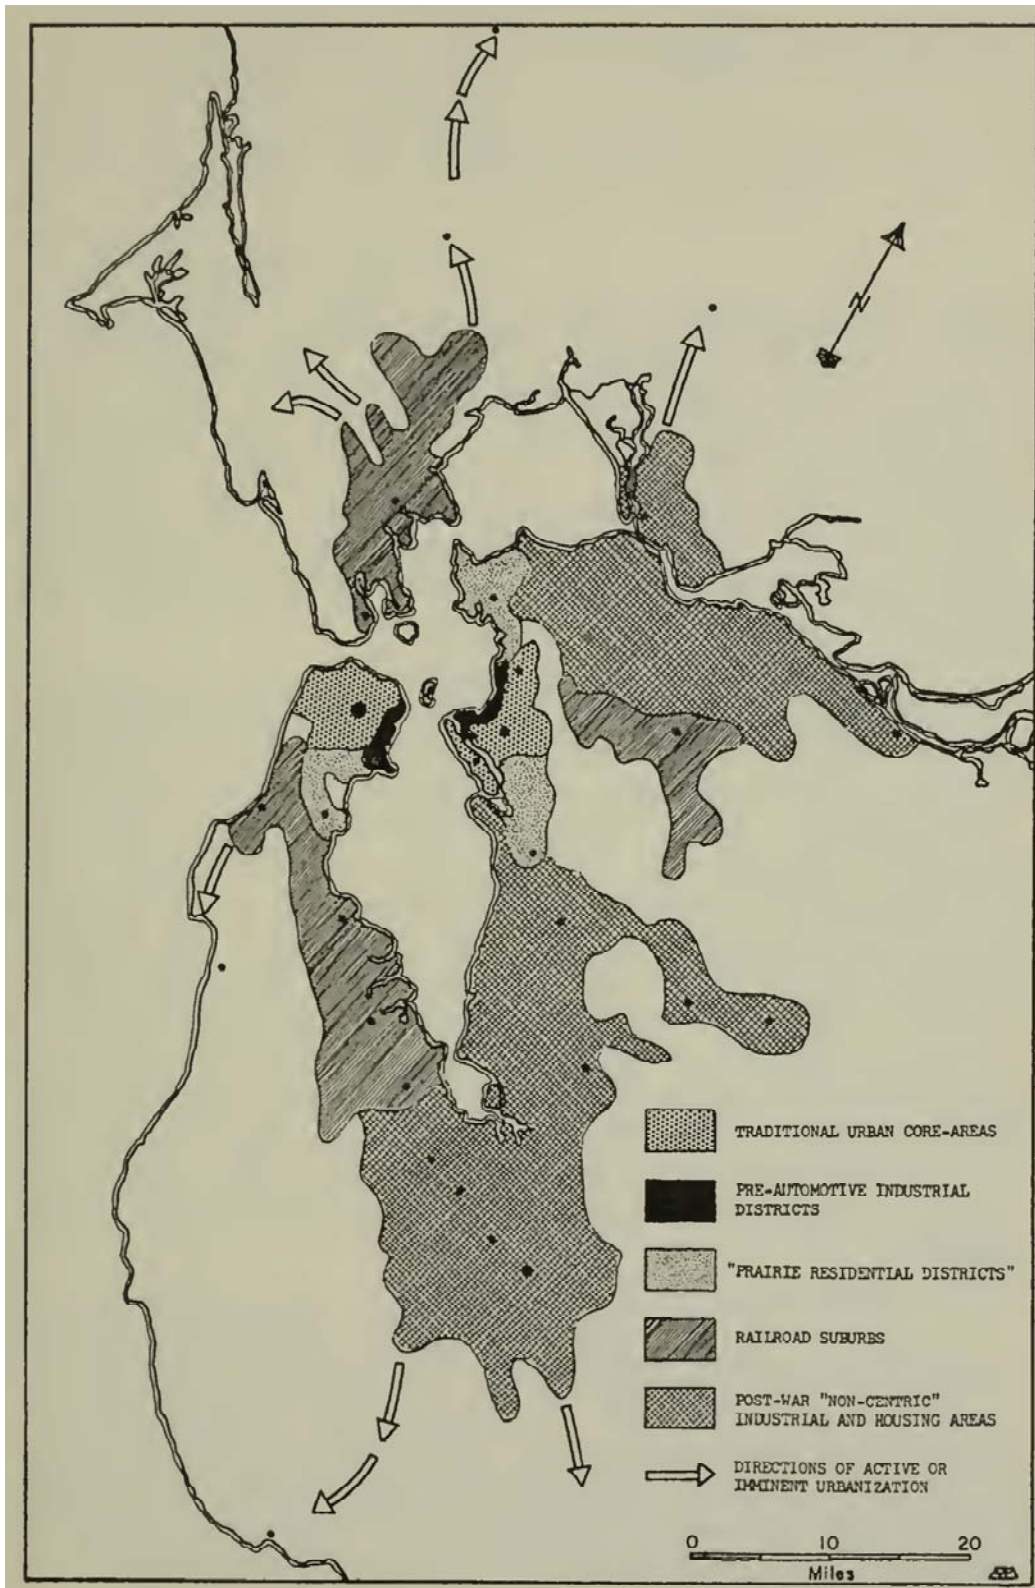 N
TRADITIONAL URBAN CORE-AREAS
PRE-AUTOMOTIVE INDUSTRIAL
DISTRICTS
"PRAIRIE RESIDENTIAL DISTRICTS"
RAILROAD SUBURBS
POST-WAR "NON-CENTRIC"
INDUSTRIAL AND HOUSING AREAS
DIRECTIONS OF ACTIVE OR
IMMINENT URBANIZATION
0 10 20
Miles